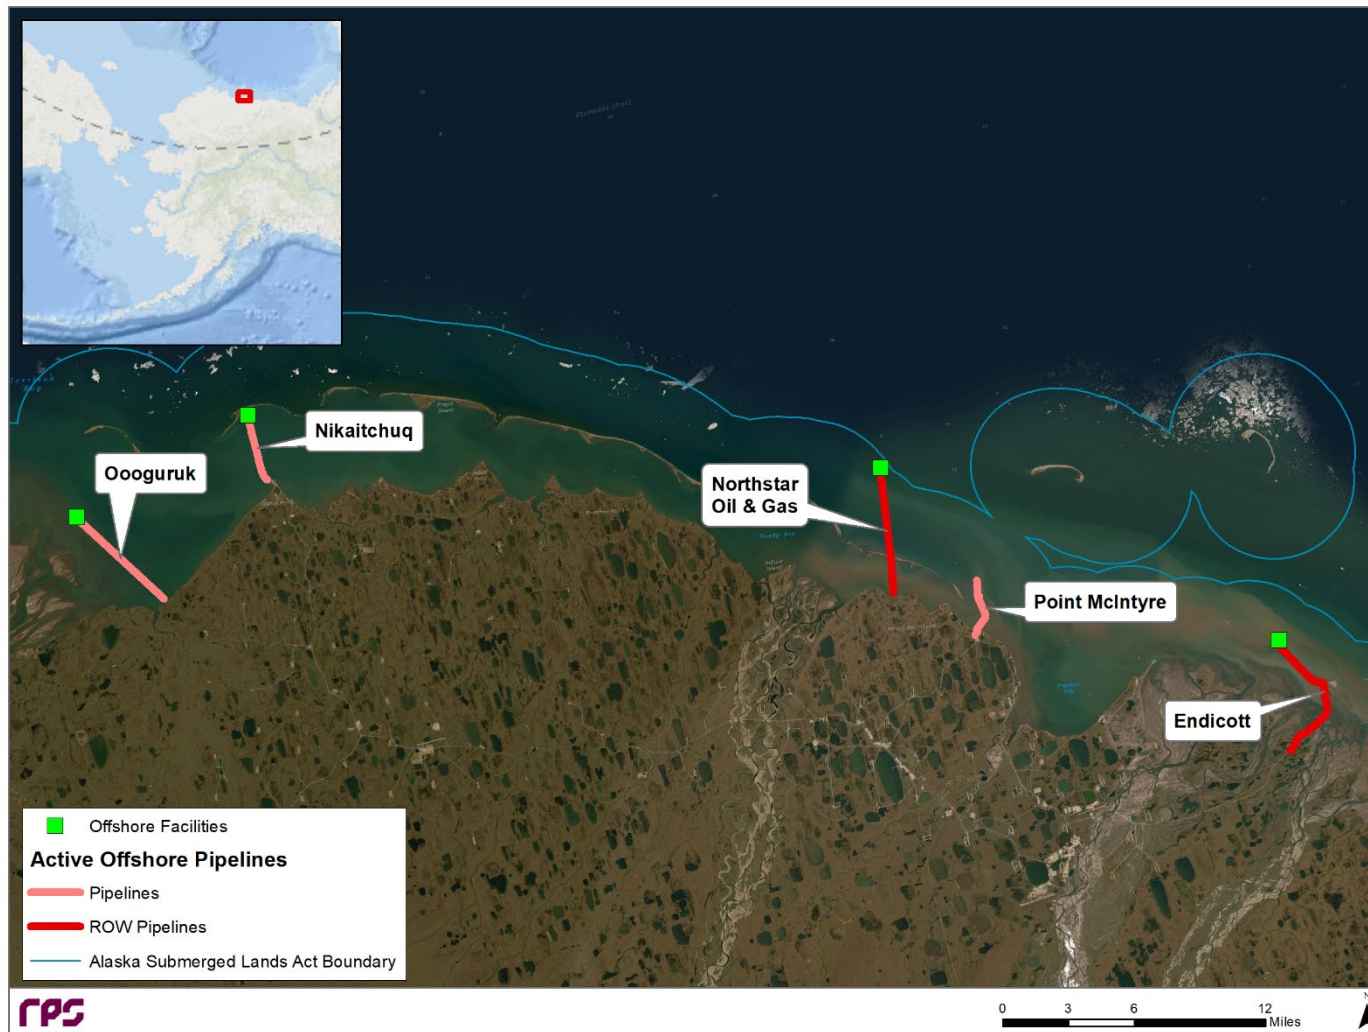 Nikaitchuq
Oooguruk
Northstar
Oil & Gas
Point McIntyre
Endicott
Offshore Facilities
Active Offshore Pipelines
Pipelines
ROW Pipelines
Alaska Submerged Lands Act Boundary
rps
0 3 6 12
Miles